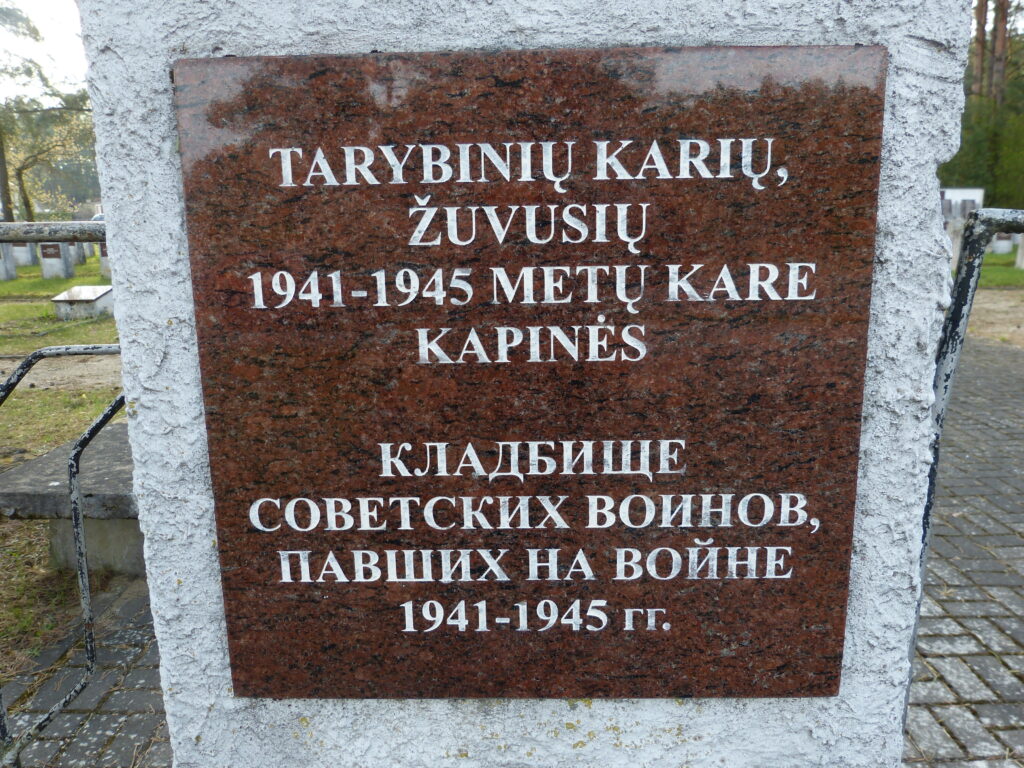 TARYBINIŲ KARIŲ,
ŽUVUSIŲ
1941-1945 METŲ KARE
KAPINĖS
КЛАДБИЩЕ
СОВЕТСКИХ ВОИНОВ,
ПАВШИХ НА ВОЙНЕ
1941-1945 гг.